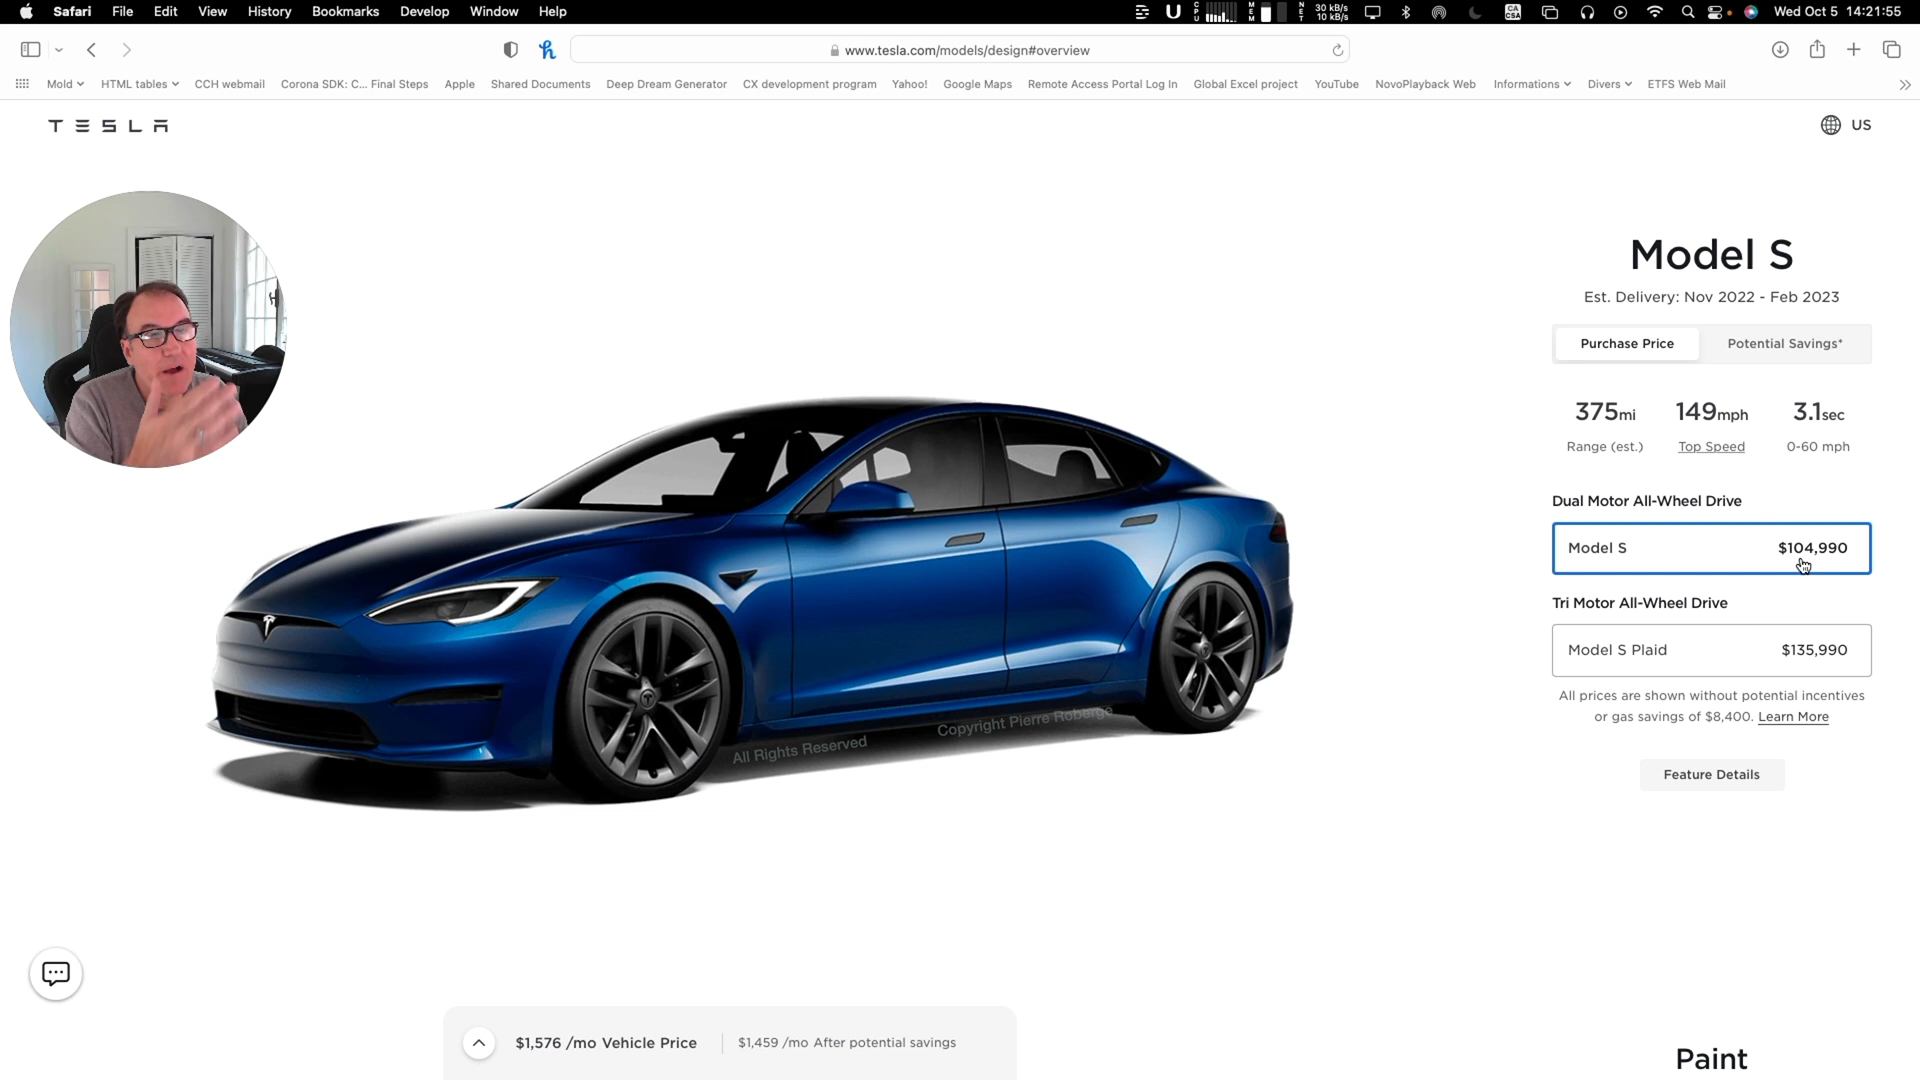 Safari File Edit View History Bookmarks Develop Window Help
30 kB/s
10 kB/s
CA
CSA
Wed Oct 5 14:21:55
www.tesla.com/models/design#overview
Mold HTML tables CCH webmail Corona SDK: C... Final Steps Apple Shared Documents Deep Dream Generator CX development program Yahoo! Google Maps Remote Access Portal Log In Global Excel project YouTube NovoPlayback Web Informations Divers ETFS Web Mail
TESLA
US
Model S
Est. Delivery: Nov 2022 - Feb 2023
Purchase Price Potential Savings*
375mi 149mph 3.1sec
Range (est.) Top Speed 0-60 mph
Dual Motor All-Wheel Drive
Model S $104,990
Tri Motor All-Wheel Drive
Model S Plaid $135,990
All prices are shown without potential incentives
or gas savings of $8,400. Learn More
Feature Details
All Rights Reserved
Copyright Pierre Roberge
$1,576 /mo Vehicle Price $1,459 /mo After potential savings
Paint